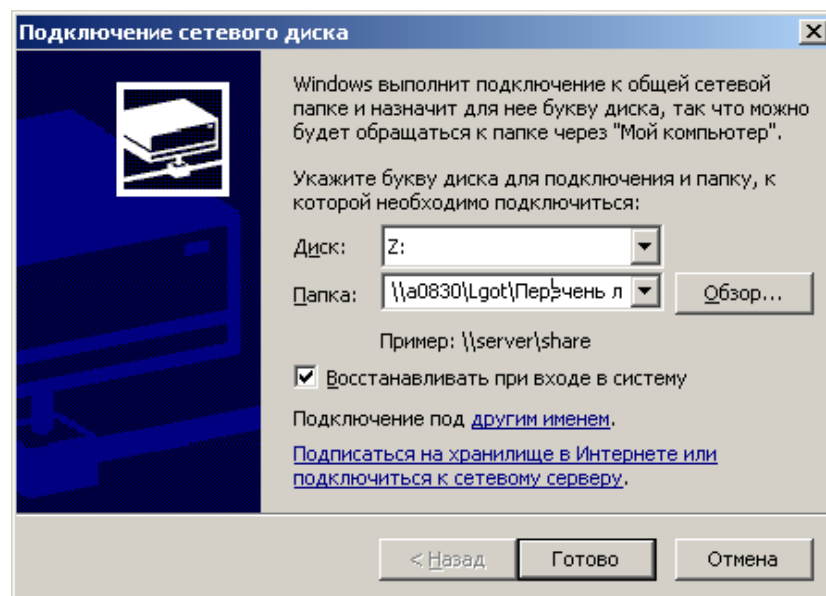 Подключение сетевого диска
Windows выполнит подключение к общей сетевой
папке и назначит для нее букву диска, так что можно
будет обращаться к папке через "Мой компьютер".
Укажите букву диска для подключения и папку, к
которой необходимо подключиться:
Диск: Z:
Папка: \\a0830\Lgot\Перечень л Обзор...
Пример: \\server\share
Восстанавливать при входе в систему
Подключение под другим именем.
Подписаться на хранилище в Интернете или
подключиться к сетевому серверу.
< Назад Готово Отмена